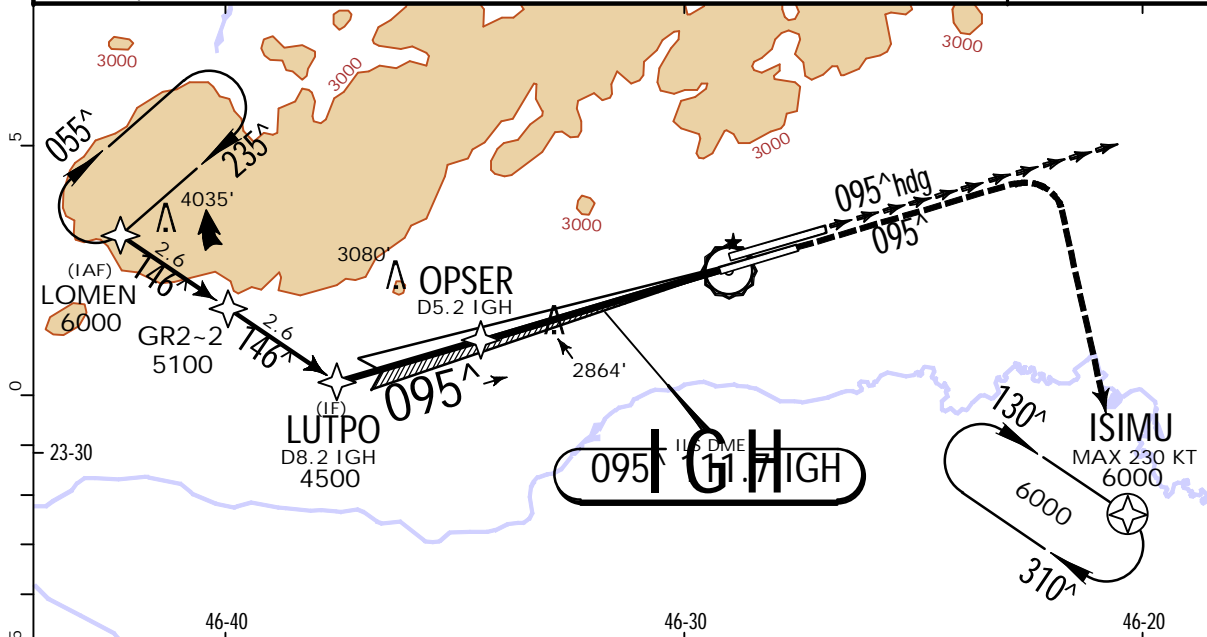 3000
3000
3000
3000
3000
5
055^
235^
4035'
2.6
146^
(IAF)
LOMEN
6000
3080'
OPSER
D5.2 IGH
095^hdg
095^
GR2~2
5100
2.6
146^
2864'
0
095^
(IF)
LUTPO
D8.2 IGH
4500
23-30
ILS DME
095^ 111.7 IGH
I G H
130^
ISIMU
MAX 230 KT
6000
6000
310^
5
46-40
46-30
46-20